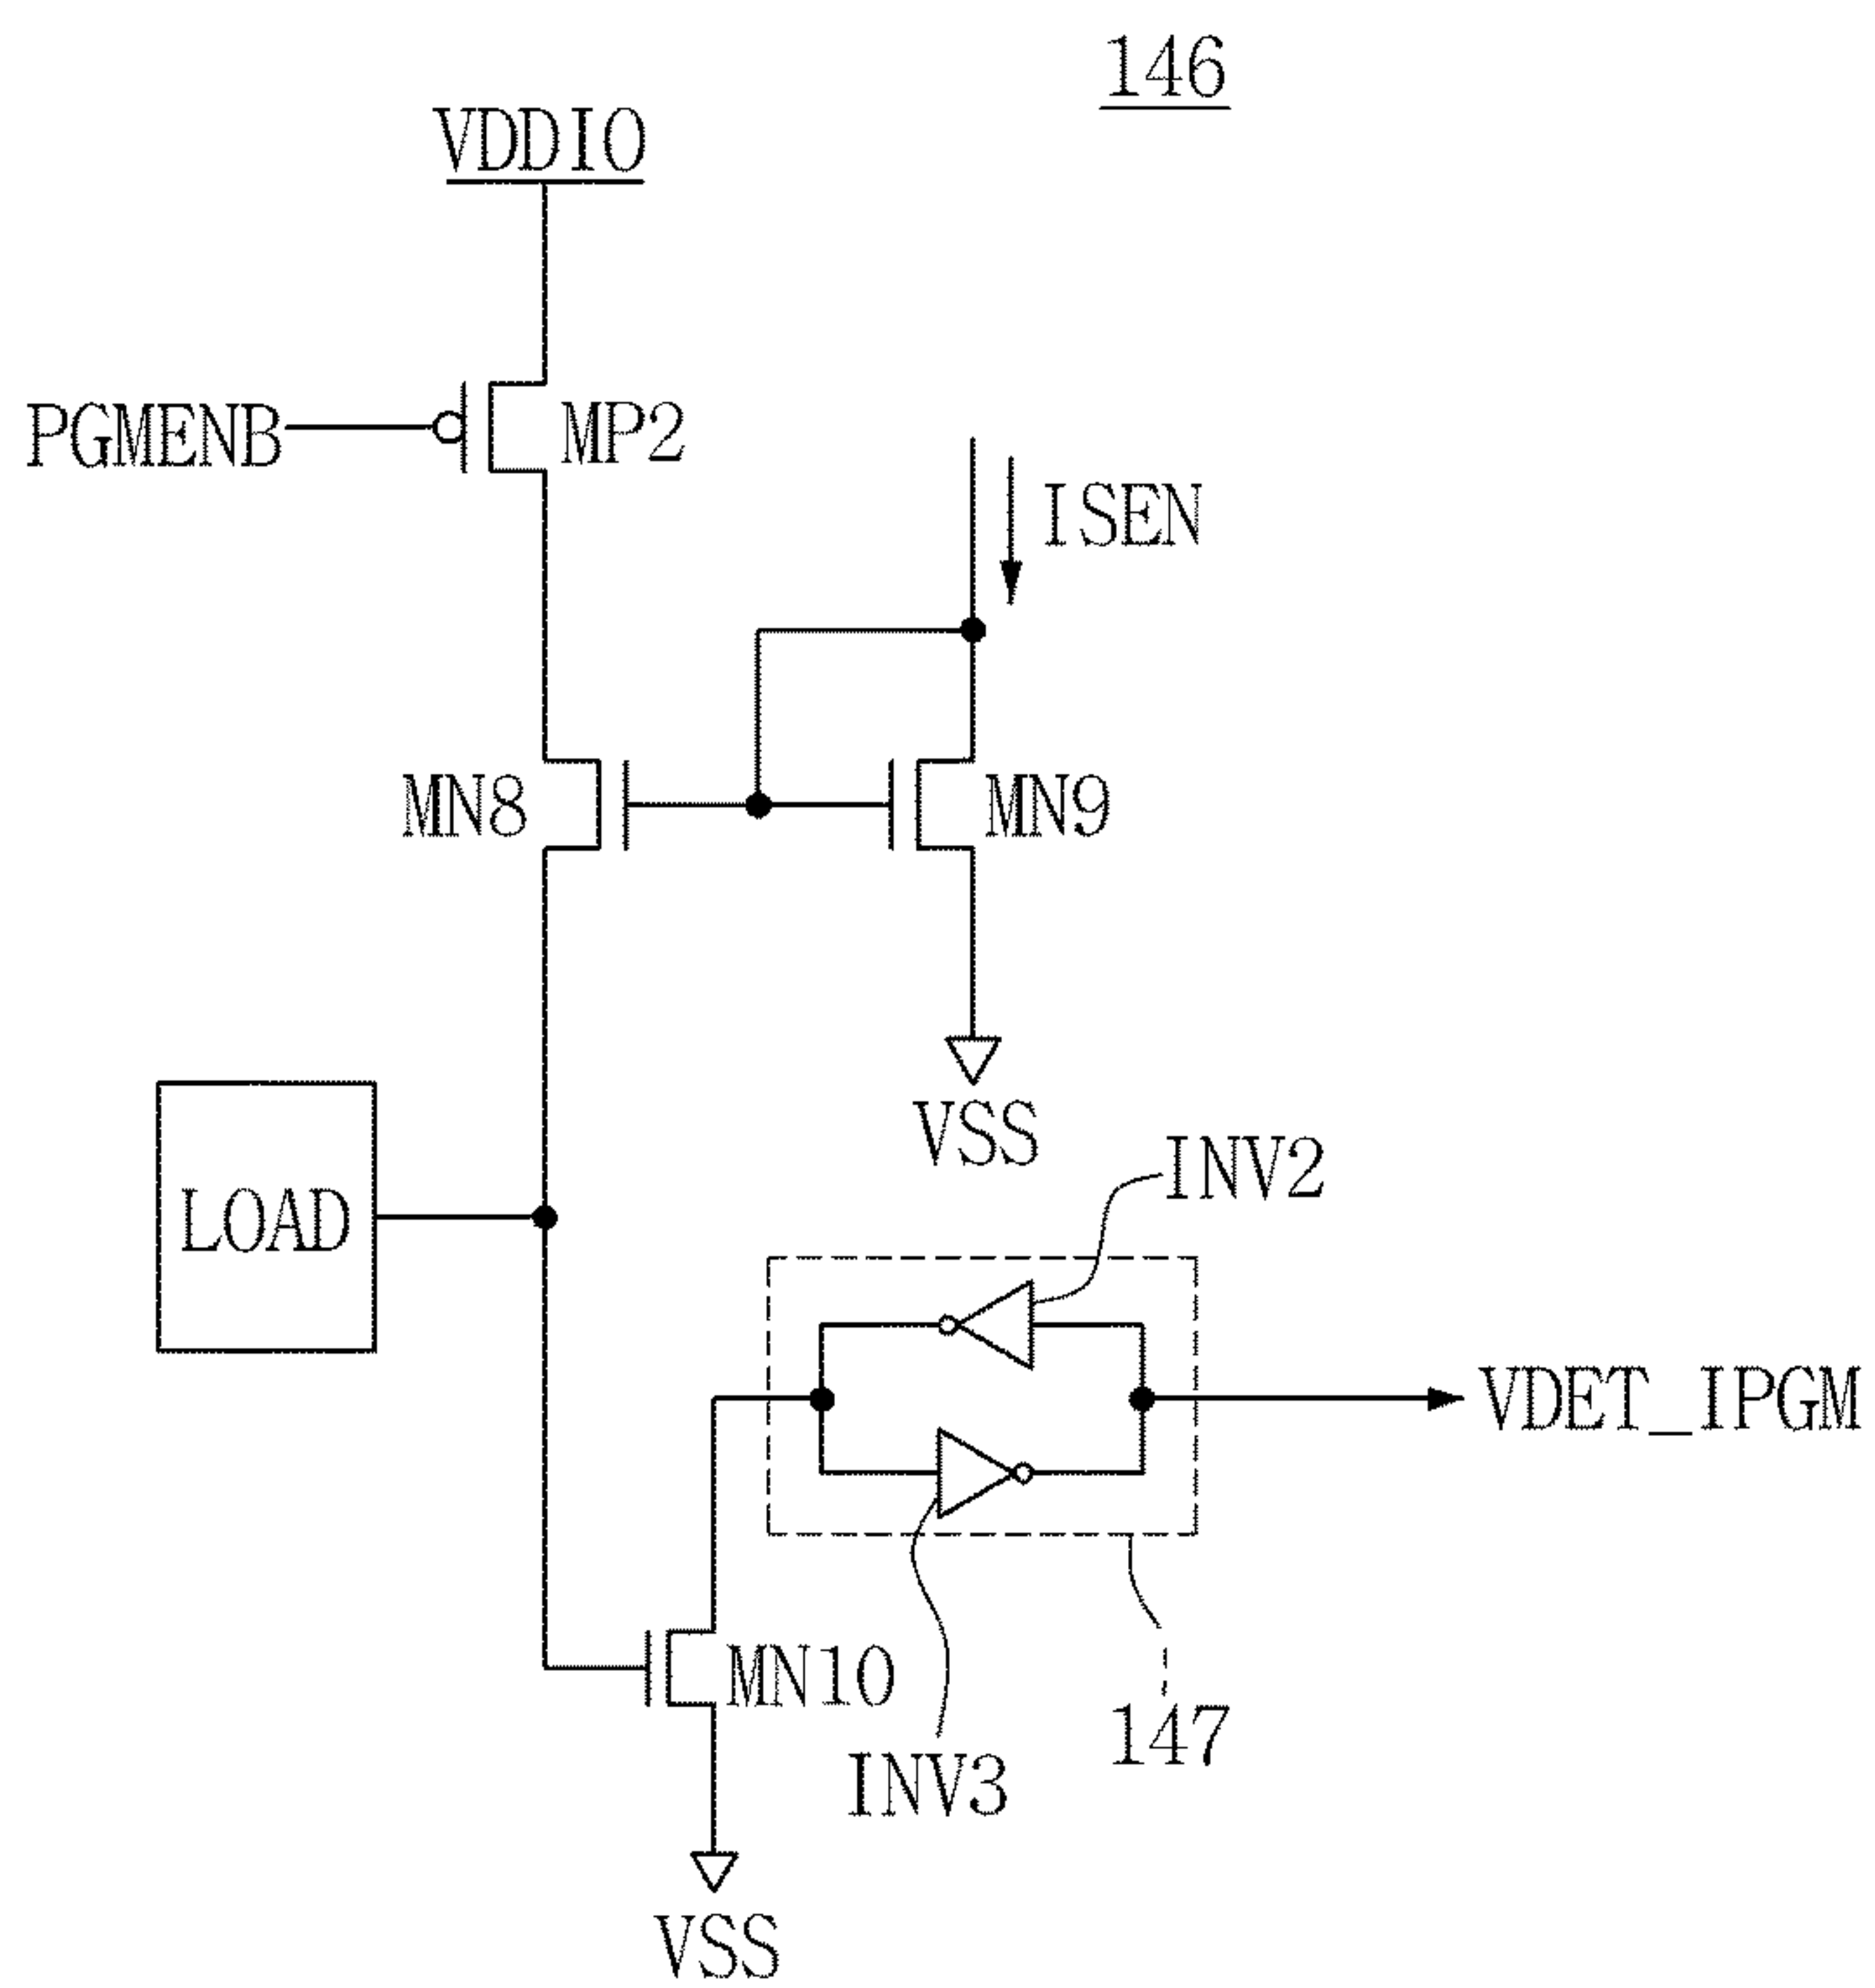 146
VDDIO
PGMENB
MP2
ISEN
MN8
MN9
VSS
INV2
LOAD
VDET_IPGM
MN10
147
INV3
VSS